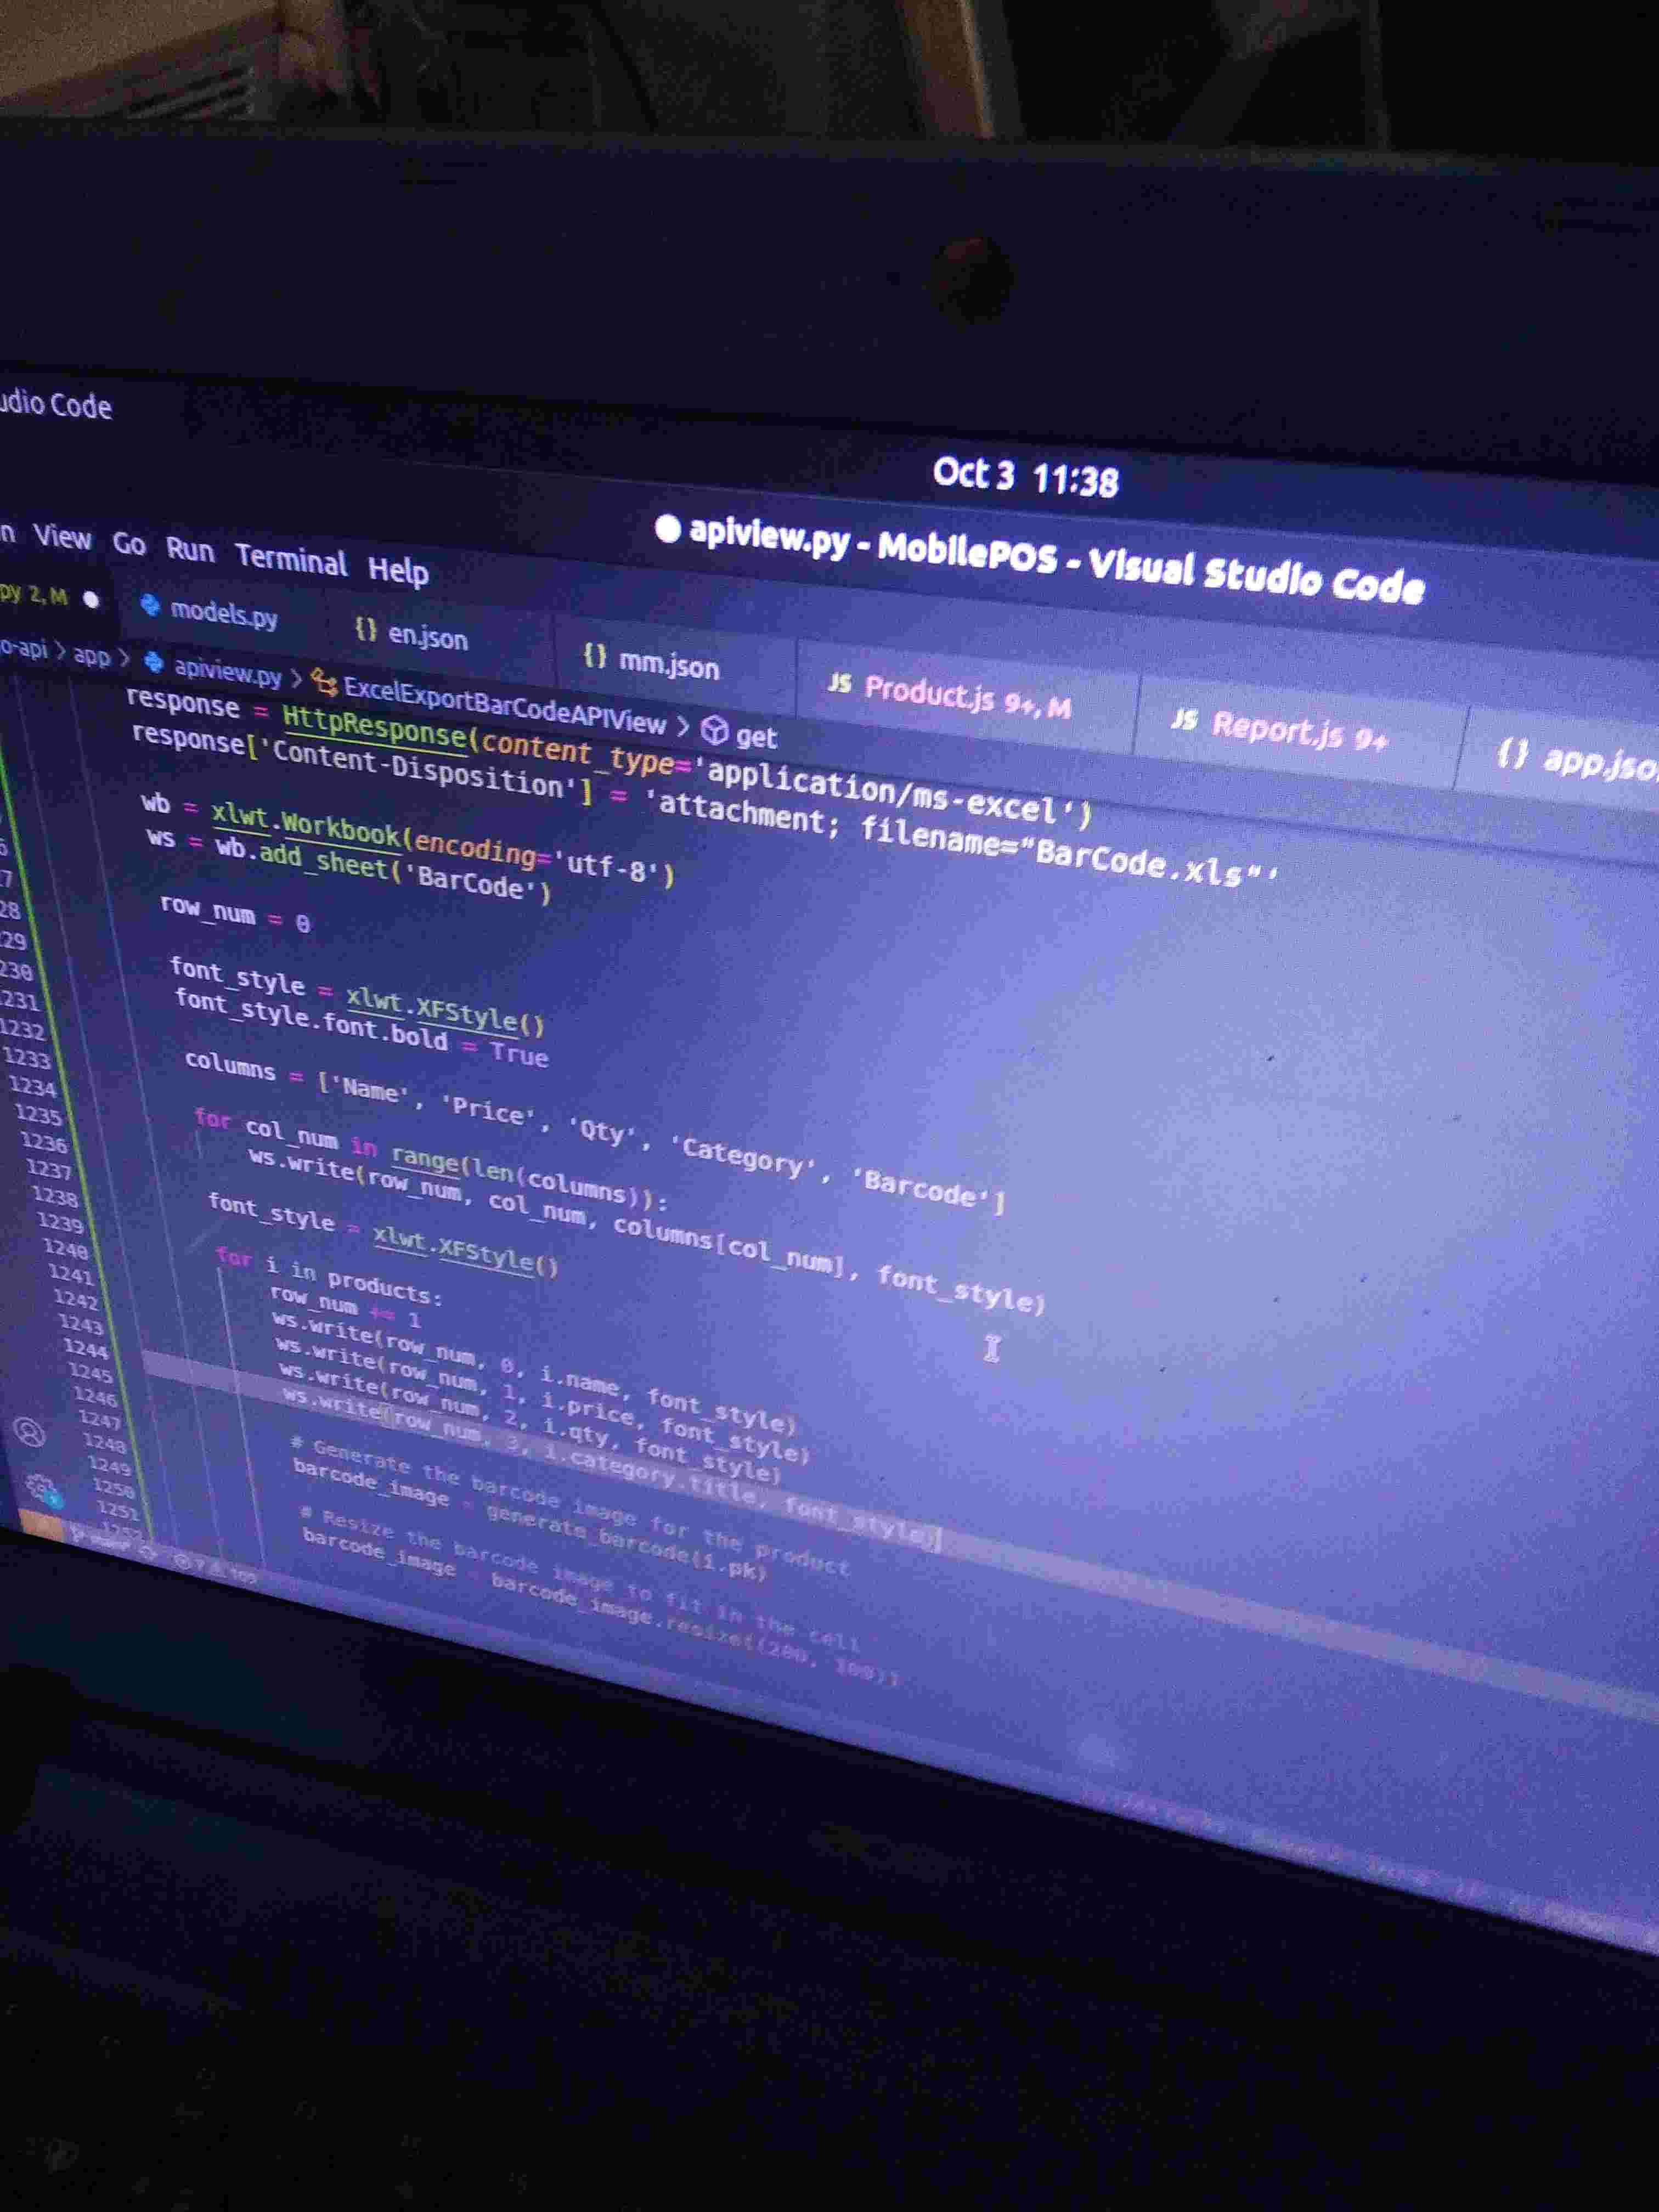 udio Code
Oct 3 11:38
apiview.py - MobilePOS - Visual Studio Code
n View Go Run Terminal Help
py 2, M models.py {} en.json {} mm.json JS Product.js 9+, M JS Report.js 9+ {} app.jso
o-api > app > apiview.py > ExcelExportBarCodeAPIView > get
response = HttpResponse(content_type='application/ms-excel')
response['Content-Disposition'] = 'attachment; filename="BarCode.xls"'
wb = xlwt.Workbook(encoding='utf-8')
ws = wb.add_sheet('BarCode')
row_num = 0
font_style = xlwt.XFStyle()
font_style.font.bold = True
columns = ['Name', 'Price', 'Qty', 'Category', 'Barcode']
for col_num in range(len(columns)):
ws.write(row_num, col_num, columns[col_num], font_style)
font_style = xlwt.XFStyle()
for i in products:
row_num += 1
ws.write(row_num, 0, i.name, font_style)
ws.write(row_num, 1, i.price, font_style)
ws.write(row_num, 2, i.qty, font_style)
ws.write(row_num, 3, i.category.title, font_style)
# Generate the barcode image for the product
barcode_image = generate_barcode(i.pk)
# Resize the barcode image to fit in the cell
barcode_image = barcode_image.resize((200, 100))
28
29
230
1231
1232
1233
1234
1235
1236
1237
1238
1239
1240
1241
1242
1243
1244
1245
1246
1247
1248
1249
1250
1251